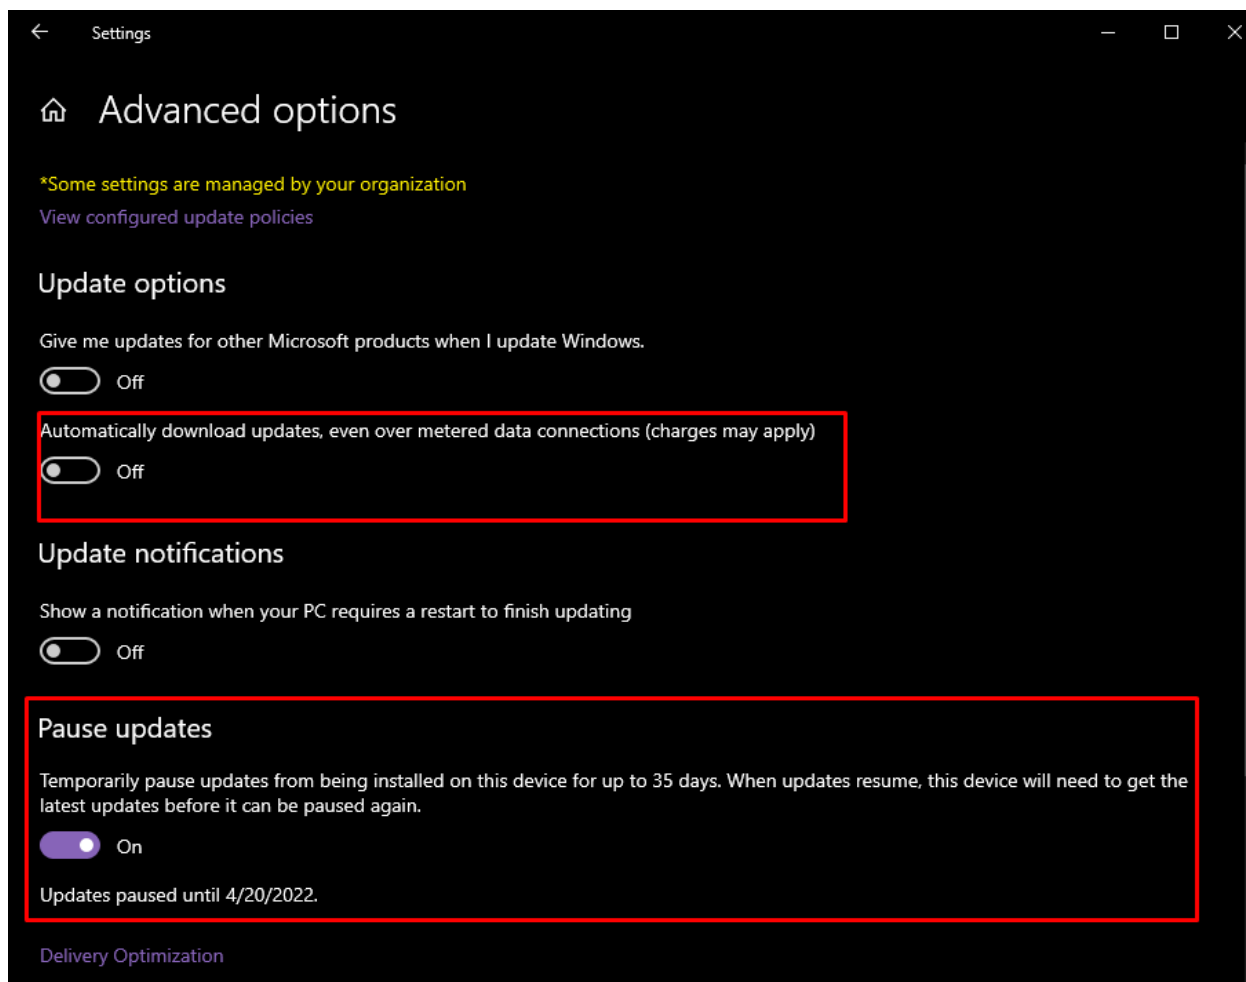 Settings
Advanced options
*Some settings are managed by your organization
View configured update policies
Update options
Give me updates for other Microsoft products when I update Windows.
Off
Automatically download updates, even over metered data connections (charges may apply)
Off
Update notifications
Show a notification when your PC requires a restart to finish updating
Off
Pause updates
Temporarily pause updates from being installed on this device for up to 35 days. When updates resume, this device will need to get the
latest updates before it can be paused again.
On
Updates paused until 4/20/2022.
Delivery Optimization